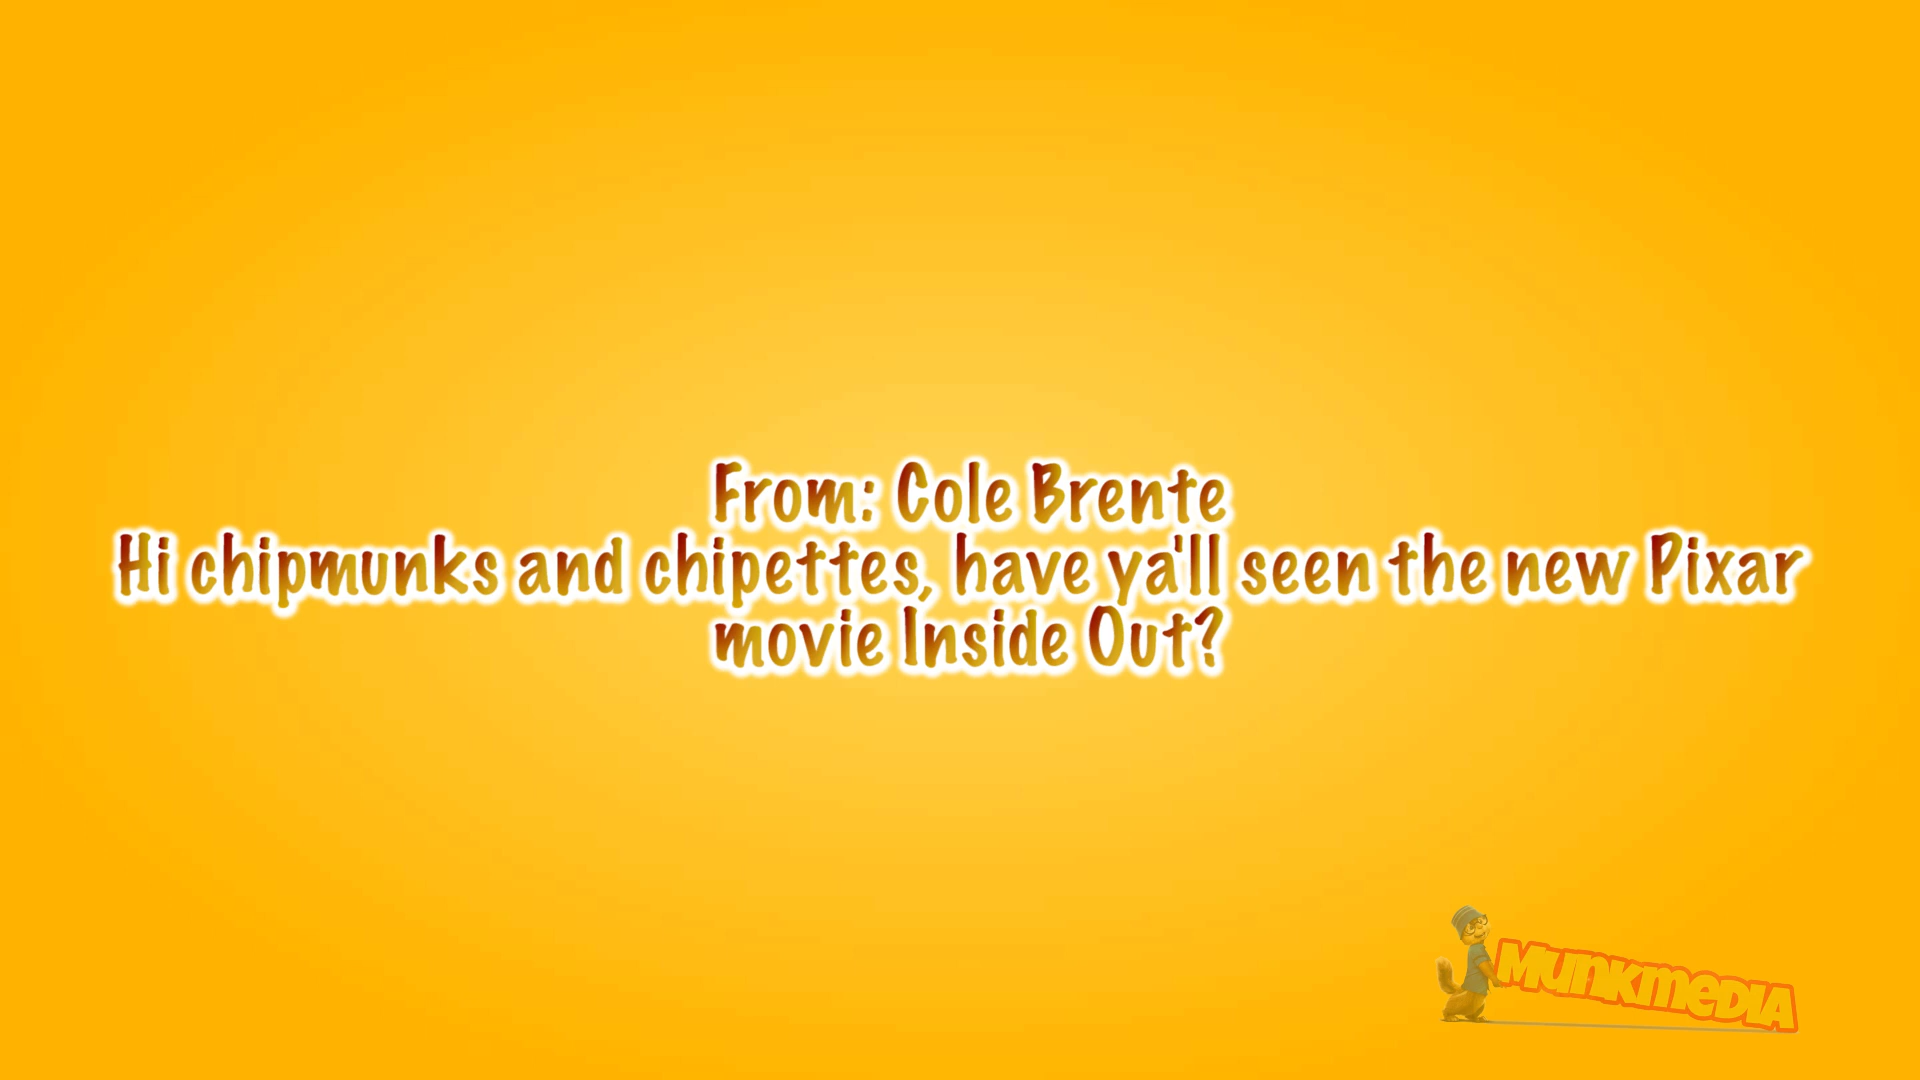 From: Cole Brente
Hi chipmunks and chipettes, have ya'll seen the new Pixar
movie Inside Out?
MUNKMEDIA